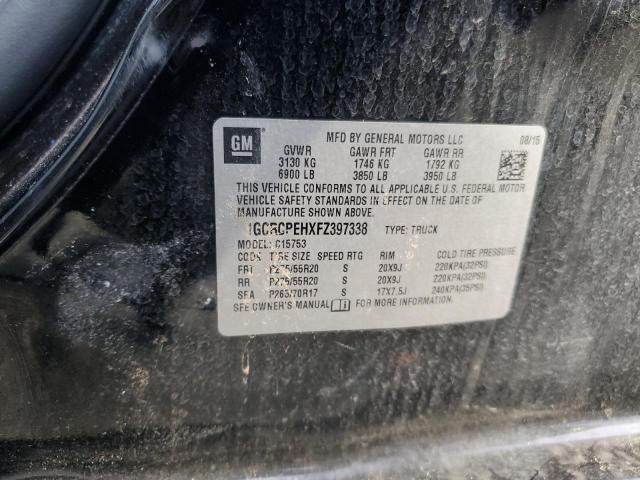 GM
MFD BY GENERAL MOTORS LLC 08/15
GVWR GAWR FRT GAWR RR
3130 KG 1746 KG 1792 KG
6900 LB 3850 LB 3950 LB
THIS VEHICLE CONFORMS TO ALL APPLICABLE U.S. FEDERAL MOTOR
VEHICLE SAFETY STANDARDS IN EFFECT ON THE DATE OF
MANUFACTURE SHOWN ABOVE.
1GCRCPEHXFZ397338 TYPE: TRUCK
MODEL: C15753
CODE TIRE SIZE SPEED RTG RIM COLD TIRE PRESSURE
FRT P275/55R20 S 20X9J 220KPA(32PSI)
RR P275/55R20 S 20X9J 220KPA(32PSI)
SEA P265/70R17 S 17X7.5J 240KPA(35PSI)
SEE OWNER'S MANUAL FOR MORE INFORMATION.